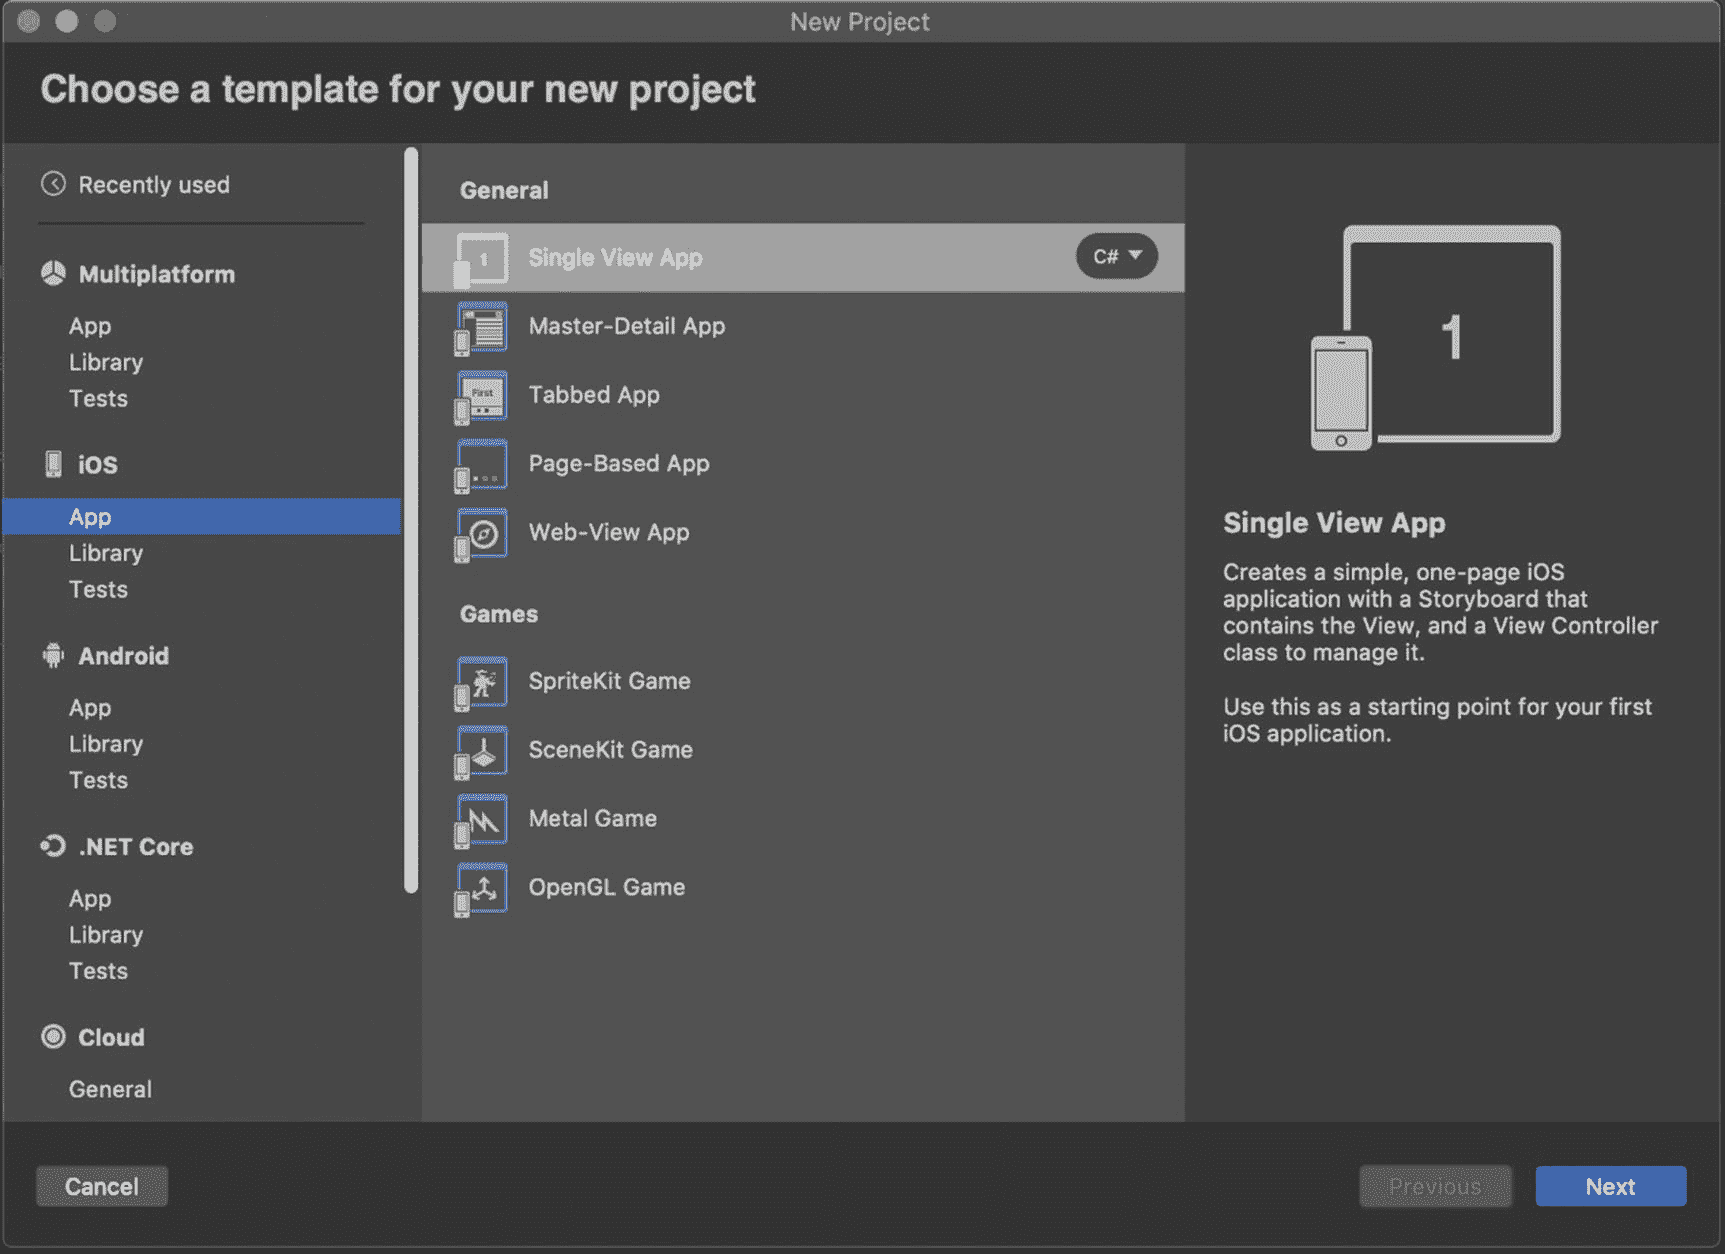 New Project
Choose a template for your new project
Recently used
Multiplatform
App
Library
Tests
iOS
App
Library
Tests
Android
App
Library
Tests
.NET Core
App
Library
Tests
Cloud
General
General
1
Single View App
C#
Master-Detail App
First
Tabbed App
Page-Based App
Web-View App
Games
SpriteKit Game
SceneKit Game
Metal Game
OpenGL Game
1
Single View App
Creates a simple, one-page iOS
application with a Storyboard that
contains the View, and a View Controller
class to manage it.
Use this as a starting point for your first
iOS application.
Cancel
Previous
Next